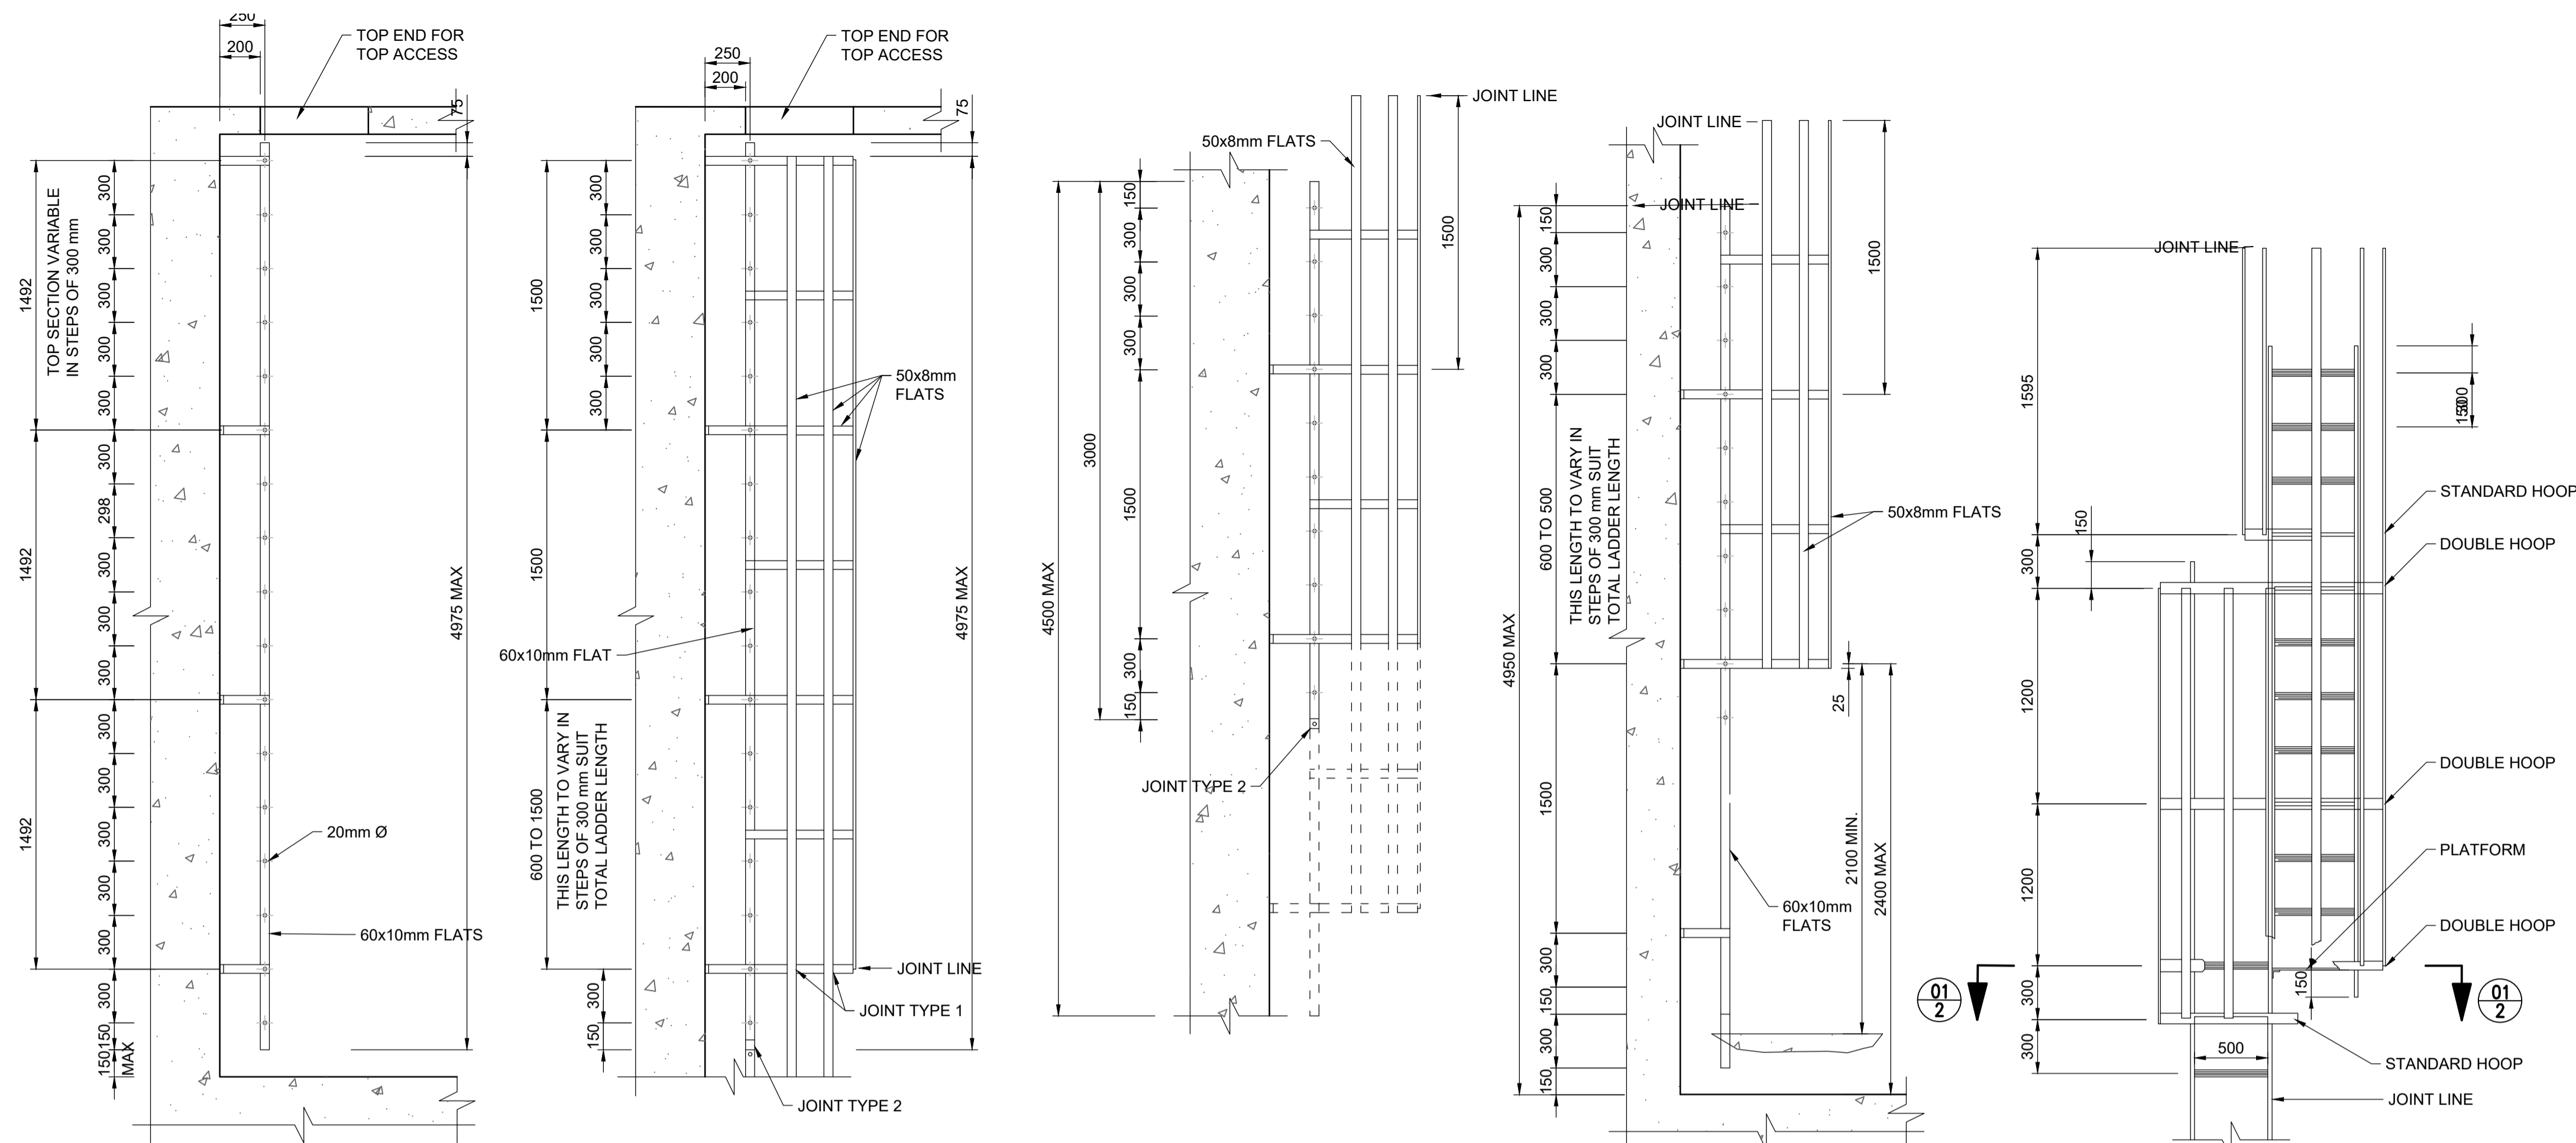 250
200
TOP END FOR
TOP ACCESS
75
1492
TOP SECTION VARIABLE
IN STEPS OF 300 mm
300
300
300
300
300
1492
300
298
300
300
300
1492
300
300
300
300
300
300
150
150
MAX
4975 MAX
20mm Ø
60x10mm FLATS
250
200
TOP END FOR
TOP ACCESS
75
1500
300
300
300
300
300
1500
50x8mm
FLATS
60x10mm FLAT
4975 MAX
600 TO 1500
THIS LENGTH TO VARY IN
STEPS OF 300 mm SUIT
TOTAL LADDER LENGTH
300
150
JOINT LINE
JOINT TYPE 1
JOINT TYPE 2
JOINT LINE
50x8mm FLATS
1500
150
300
300
300
1500
300
150
3000
4500 MAX
JOINT TYPE 2
JOINT LINE
JOINT LINE
1500
150
300
300
300
600 TO 500
THIS LENGTH TO VARY IN
STEPS OF 300 mm SUIT
TOTAL LADDER LENGTH
50x8mm FLATS
4950 MAX
25
1500
2100 MIN.
2400 MAX
60x10mm
FLATS
300
150
300
150
JOINT LINE
1595
300
150
STANDARD HOOP
DOUBLE HOOP
150
300
1200
DOUBLE HOOP
1200
PLATFORM
DOUBLE HOOP
150
300
300
500
01
2
01
2
STANDARD HOOP
JOINT LINE